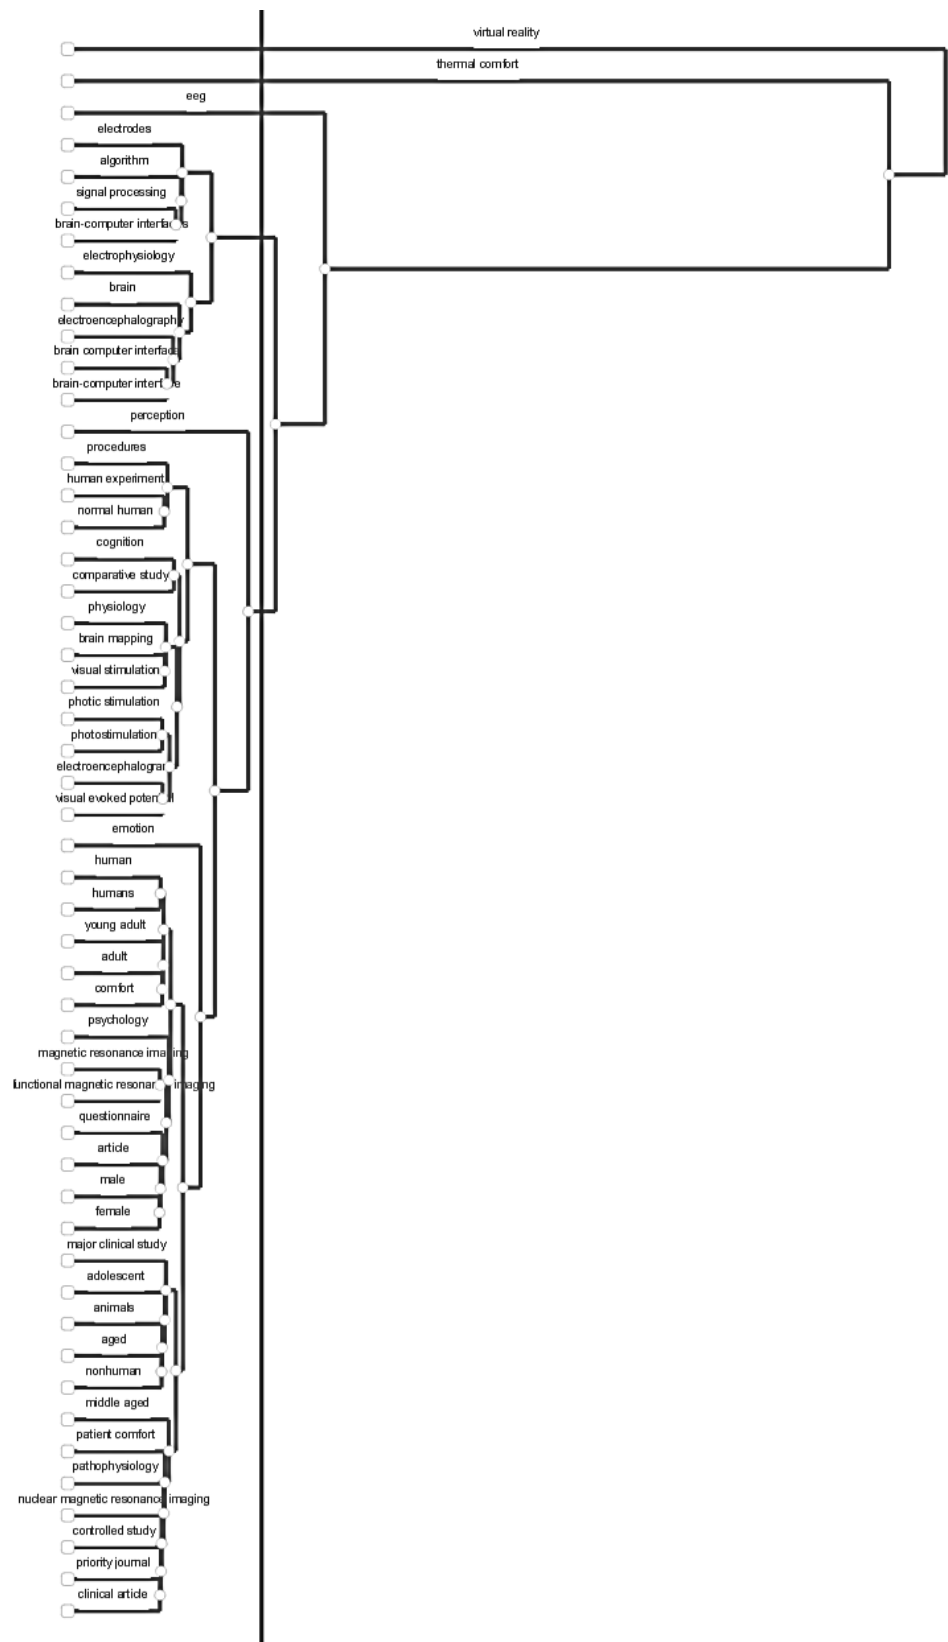 virtual reality
thermal comfort
eeg
electrodes
algorithm
signal processing
brain-computer interfaces
electrophysiology
brain
electroencephalography
brain computer interface
brain-computer interface
perception
procedures
human experiment
normal human
cognition
comparative study
physiology
brain mapping
visual stimulation
photic stimulation
photostimulation
electroencephalogram
visual evoked potential
emotion
human
humans
young adult
adult
comfort
psychology
magnetic resonance imaging
functional magnetic resonance imaging
questionnaire
article
male
female
major clinical study
adolescent
animals
aged
nonhuman
middle aged
patient comfort
pathophysiology
nuclear magnetic resonance imaging
controlled study
priority journal
clinical article